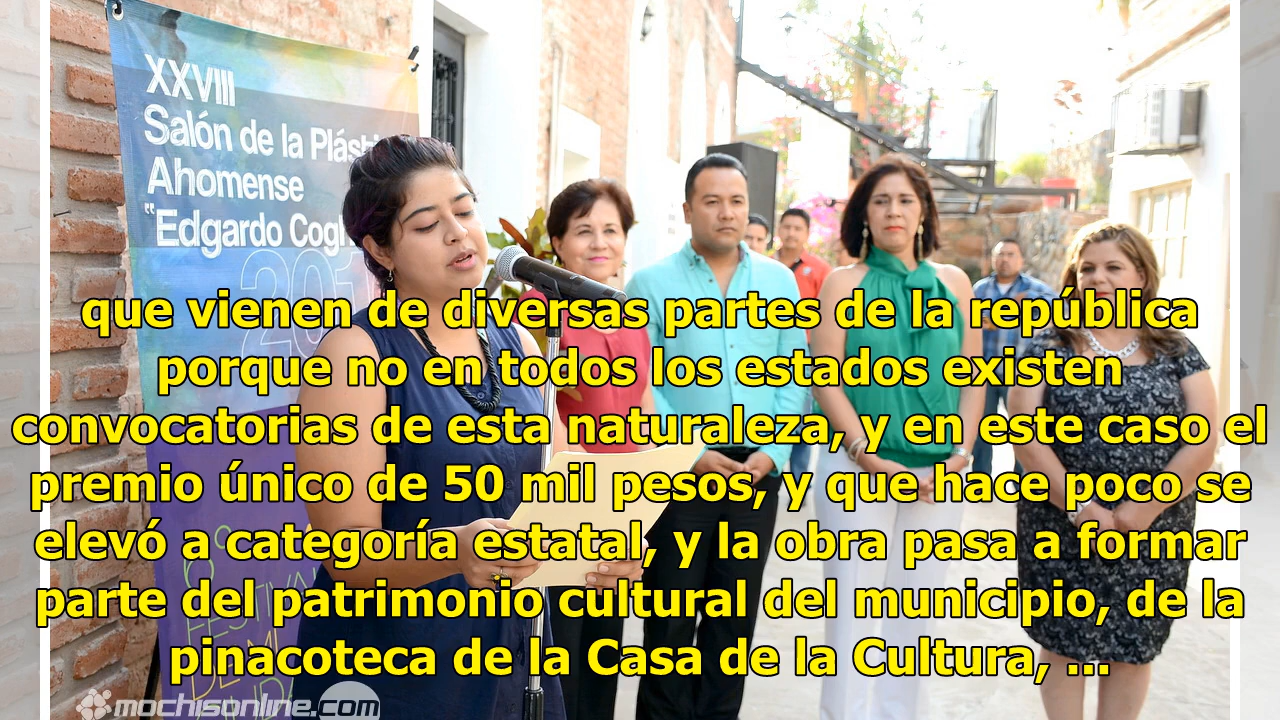 XXVIII
Salón de la
Ahomense
"Edgardo
que vienen de diversas partes de la república
porque no en todos los estados existen
convocatorias de esta naturaleza, y en este caso el
premio único de 50 mil pesos, y que hace poco se
elevó a categoría estatal, y la obra pasa a formar
parte del patrimonio cultural del municipio, de la
pinacoteca de la Casa de la Cultura, ...
mochisonline.com